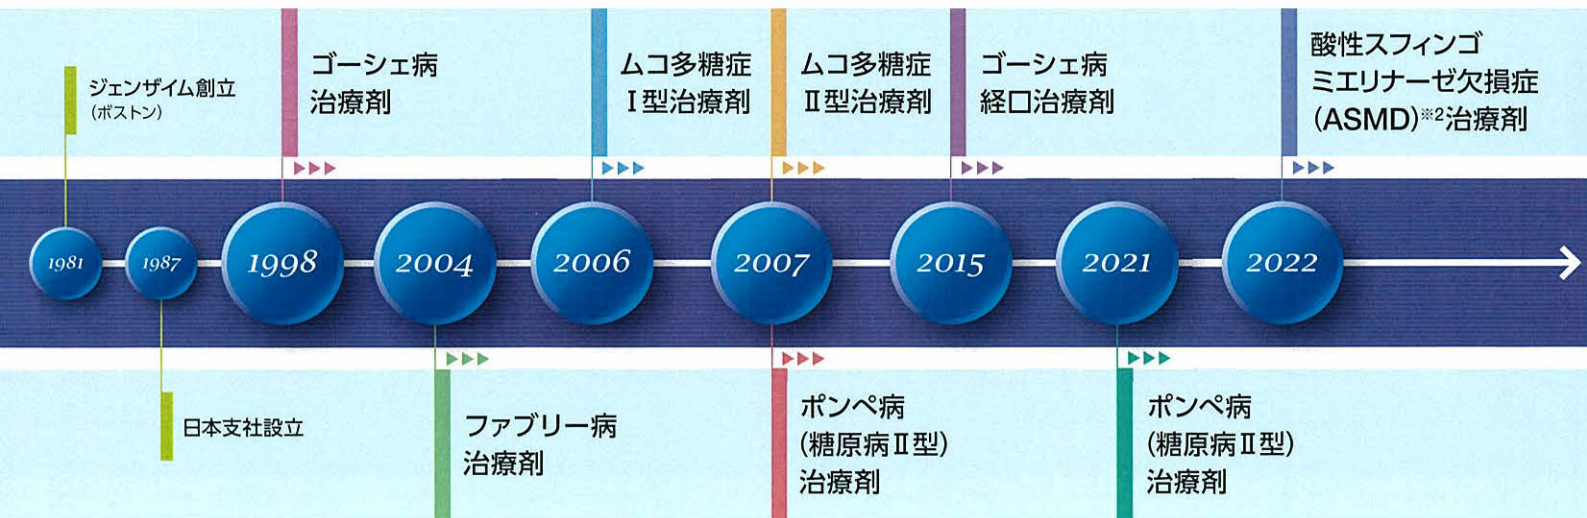 ジェンザイム創立
(ボストン)
ゴーシェ病
治療剤
ムコ多糖症
Ⅰ型治療剤
ムコ多糖症
Ⅱ型治療剤
ゴーシェ病
経口治療剤
酸性スフィンゴ
ミエリナーゼ欠損症
(ASMD)※2治療剤
1981
1987
1998
2004
2006
2007
2015
2021
2022
日本支社設立
ファブリー病
治療剤
ポンペ病
(糖原病Ⅱ型)
治療剤
ポンペ病
(糖原病Ⅱ型)
治療剤